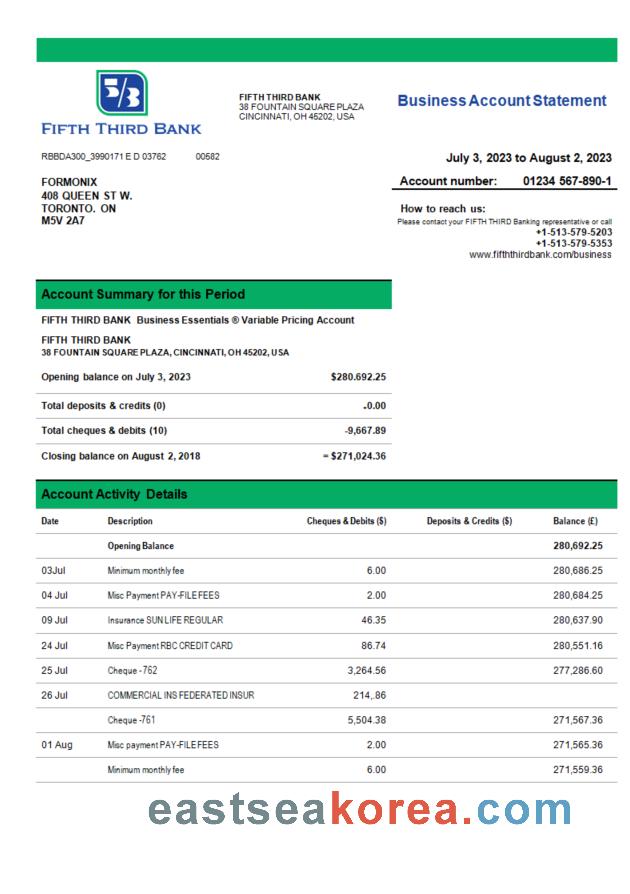 5/3
FIFTH THIRD BANK
FIFTH THIRD BANK
38 FOUNTAIN SQUARE PLAZA
CINCINNATI, OH 45202, USA
Business Account Statement
RBBDA300_3990171 E D 03762 00582
July 3, 2023 to August 2, 2023
Account number: 01234 567-890-1
FORMONIX
408 QUEEN ST W.
TORONTO. ON
M5V 2A7
How to reach us:
Please contact your FIFTH THIRD Banking representative or call
+1-513-579-5203
+1-513-579-5353
www.fifththirdbank.com/business
Account Summary for this Period
FIFTH THIRD BANK Business Essentials ® Variable Pricing Account
FIFTH THIRD BANK
38 FOUNTAIN SQUARE PLAZA, CINCINNATI, OH 45202, USA
Opening balance on July 3, 2023 $280.692.25
Total deposits & credits (0) .0.00
Total cheques & debits (10) -9,667.89
Closing balance on August 2, 2018 = $271,024.36
Account Activity Details
Date Description Cheques & Debits ($) Deposits & Credits ($) Balance (£)
Opening Balance 280,692.25
03Jul Minimum monthly fee 6.00 280,686.25
04 Jul Misc Payment PAY-FILE FEES 2.00 280,684.25
09 Jul Insurance SUN LIFE REGULAR 46.35 280,637.90
24 Jul Misc Payment RBC CREDIT CARD 86.74 280,551.16
25 Jul Cheque -762 3,264.56 277,286.60
26 Jul COMMERCIAL INS FEDERATED INSUR 214,.86
Cheque -761 5,504.38 271,567.36
01 Aug Misc payment PAY-FILE FEES 2.00 271,565.36
Minimum monthly fee 6.00 271,559.36
eastseakorea.com